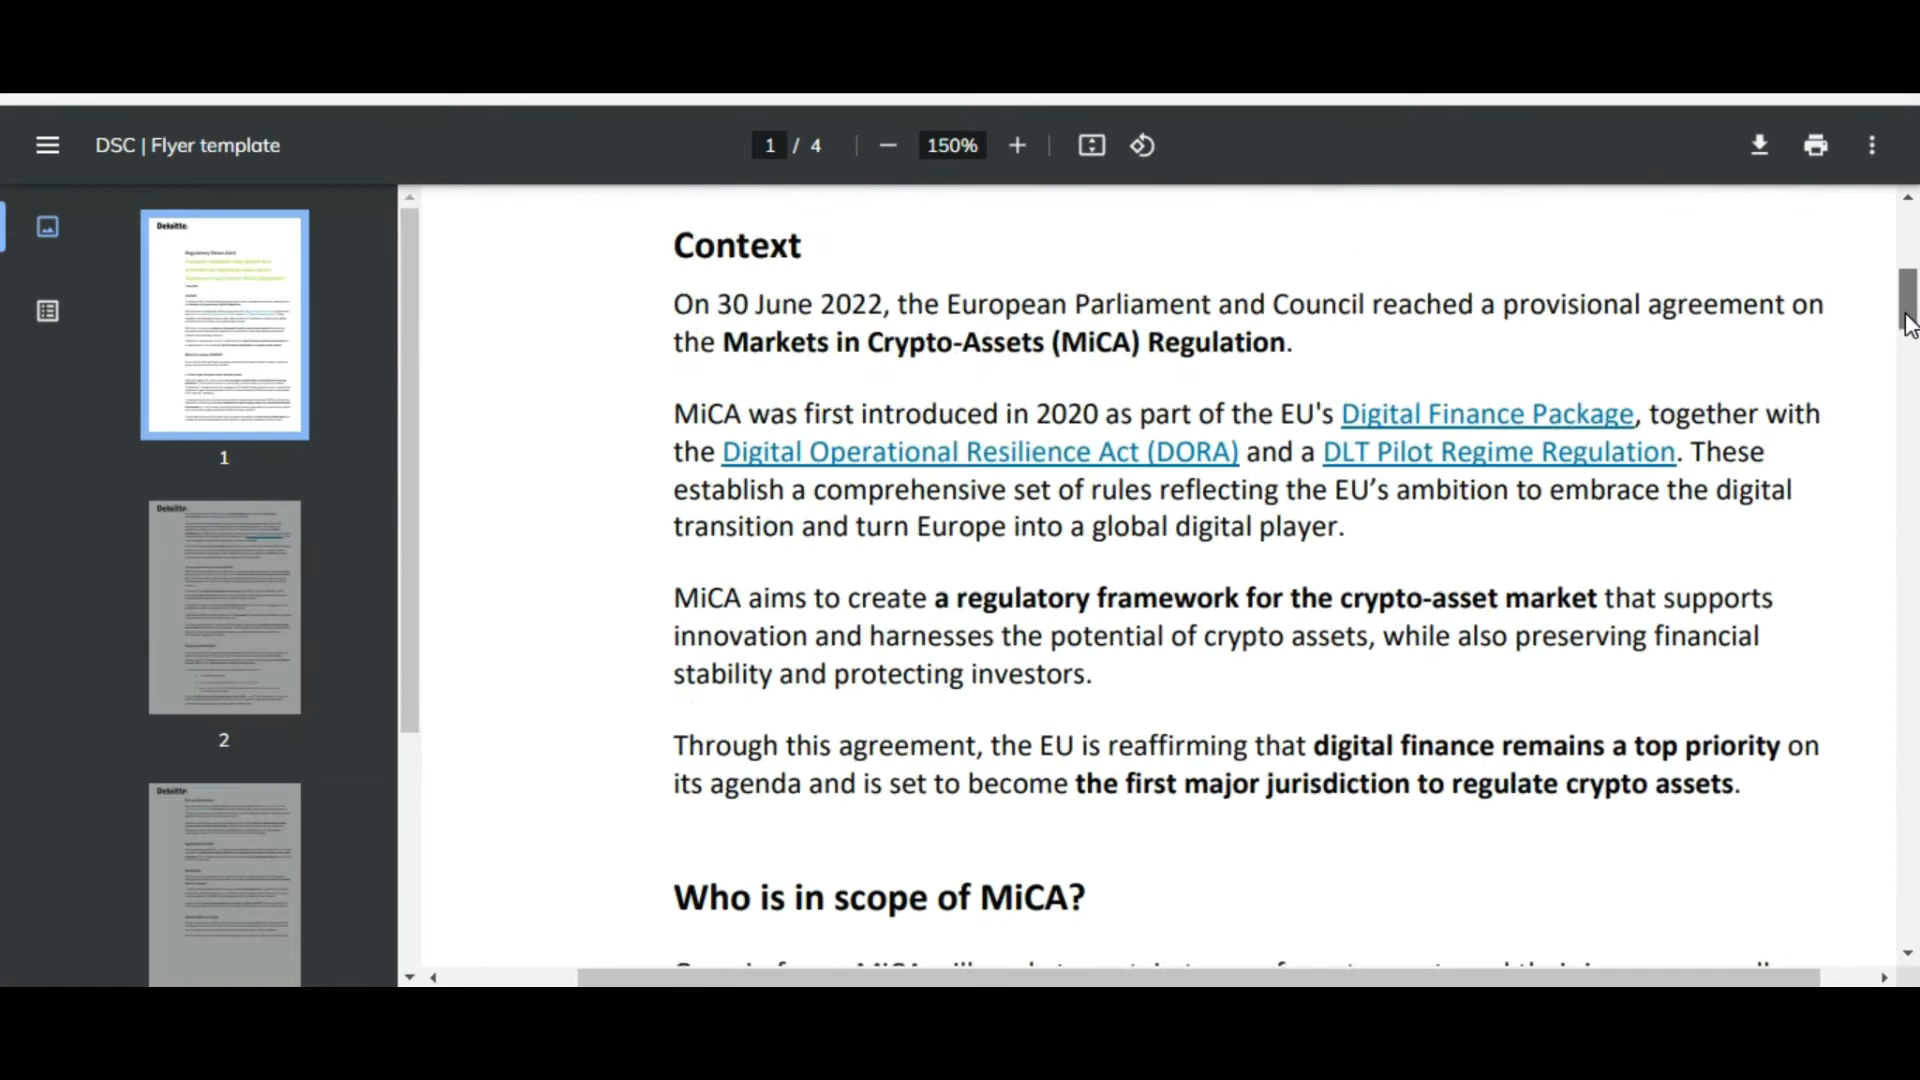 DSC | Flyer template
1 / 4
150%
Deloitte.
1
Deloitte.
2
Deloitte.
Context
On 30 June 2022, the European Parliament and Council reached a provisional agreement on
the Markets in Crypto-Assets (MiCA) Regulation.
MiCA was first introduced in 2020 as part of the EU's Digital Finance Package, together with
the Digital Operational Resilience Act (DORA) and a DLT Pilot Regime Regulation. These
establish a comprehensive set of rules reflecting the EU’s ambition to embrace the digital
transition and turn Europe into a global digital player.
MiCA aims to create a regulatory framework for the crypto-asset market that supports
innovation and harnesses the potential of crypto assets, while also preserving financial
stability and protecting investors.
Through this agreement, the EU is reaffirming that digital finance remains a top priority on
its agenda and is set to become the first major jurisdiction to regulate crypto assets.
Who is in scope of MiCA?